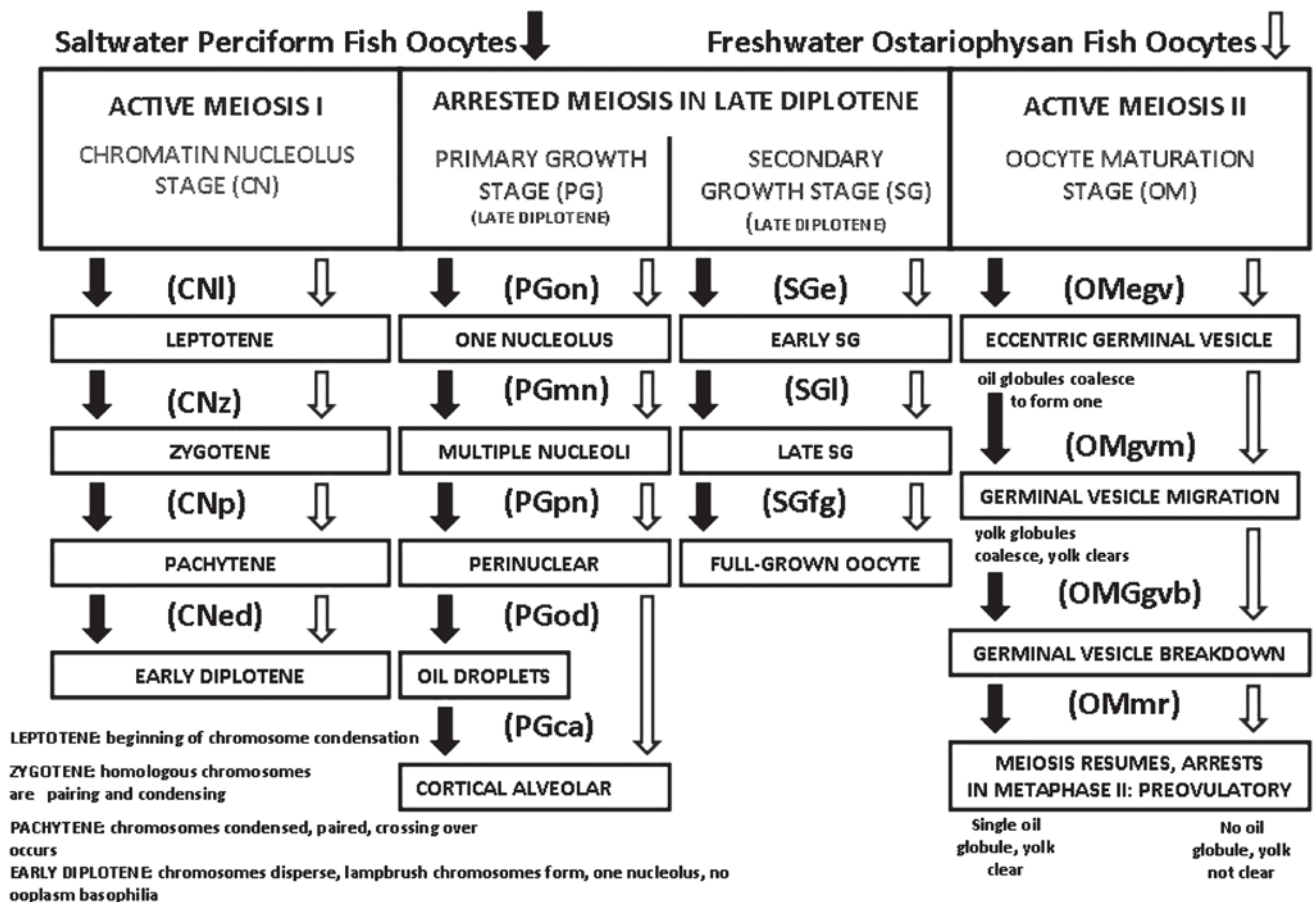 Saltwater Perciform Fish Oocytes
Freshwater Ostariophysan Fish Oocytes
ACTIVE MEIOSIS I
CHROMATIN NUCLEOLUS
STAGE (CN)
ARRESTED MEIOSIS IN LATE DIPLOTENE
PRIMARY GROWTH
STAGE (PG)
(LATE DIPLOTENE)
SECONDARY
GROWTH STAGE (SG)
(LATE DIPLOTENE)
ACTIVE MEIOSIS II
OOCYTE MATURATION
STAGE (OM)
(CNl)
LEPTOTENE
(CNz)
ZYGOTENE
(CNp)
PACHYTENE
(CNed)
EARLY DIPLOTENE
(PGon)
ONE NUCLEOLUS
(PGmn)
MULTIPLE NUCLEOLI
(PGpn)
PERINUCLEAR
(PGod)
OIL DROPLETS
(PGca)
CORTICAL ALVEOLAR
(SGe)
EARLY SG
(SGl)
LATE SG
(SGfg)
FULL-GROWN OOCYTE
(OMegv)
ECCENTRIC GERMINAL VESICLE
oil globules coalesce
to form one
(OMgvm)
GERMINAL VESICLE MIGRATION
yolk globules
coalesce, yolk clears
(OMGgvb)
GERMINAL VESICLE BREAKDOWN
(OMmr)
MEIOSIS RESUMES, ARRESTS
IN METAPHASE II: PREOVULATORY
Single oil
globule, yolk
clear
No oil
globule, yolk
not clear
LEPTOTENE: beginning of chromosome condensation
ZYGOTENE: homologous chromosomes
are pairing and condensing
PACHYTENE: chromosomes condensed, paired, crossing over
occurs
EARLY DIPLOTENE: chromosomes disperse, lampbrush chromosomes form, one nucleolus, no
ooplasm basophilia